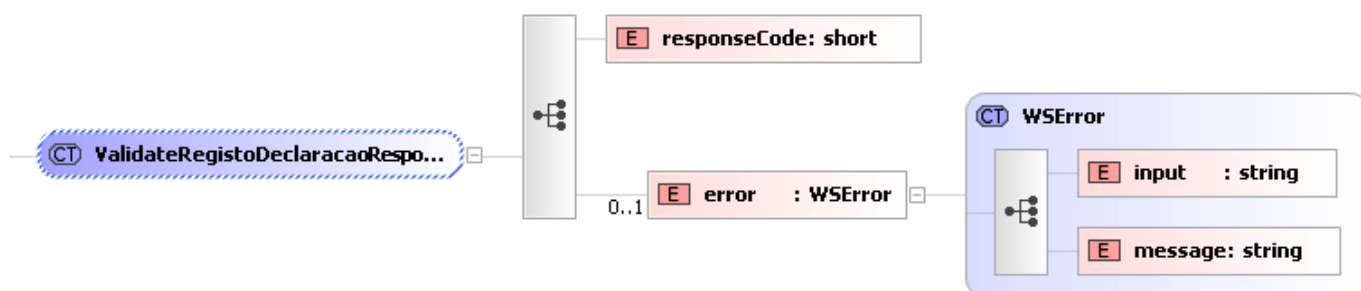 E responseCode: short
CT WSError
CT ValidateRegistoDeclaracaoRespo...
E input : string
0..1 E error : WSError
E message: string